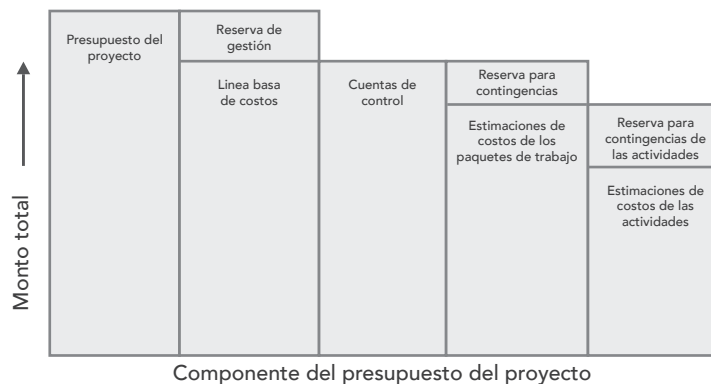 Presupuesto del
proyecto
Reserva de
gestión
Linea basa
de costos
Cuentas de
control
Reserva para
contingencias
Estimaciones de
costos de los
paquetes de trabajo
Reserva para
contingencias de
las actividades
Estimaciones de
costos de las
actividades
Monto total
Componente del presupuesto del proyecto